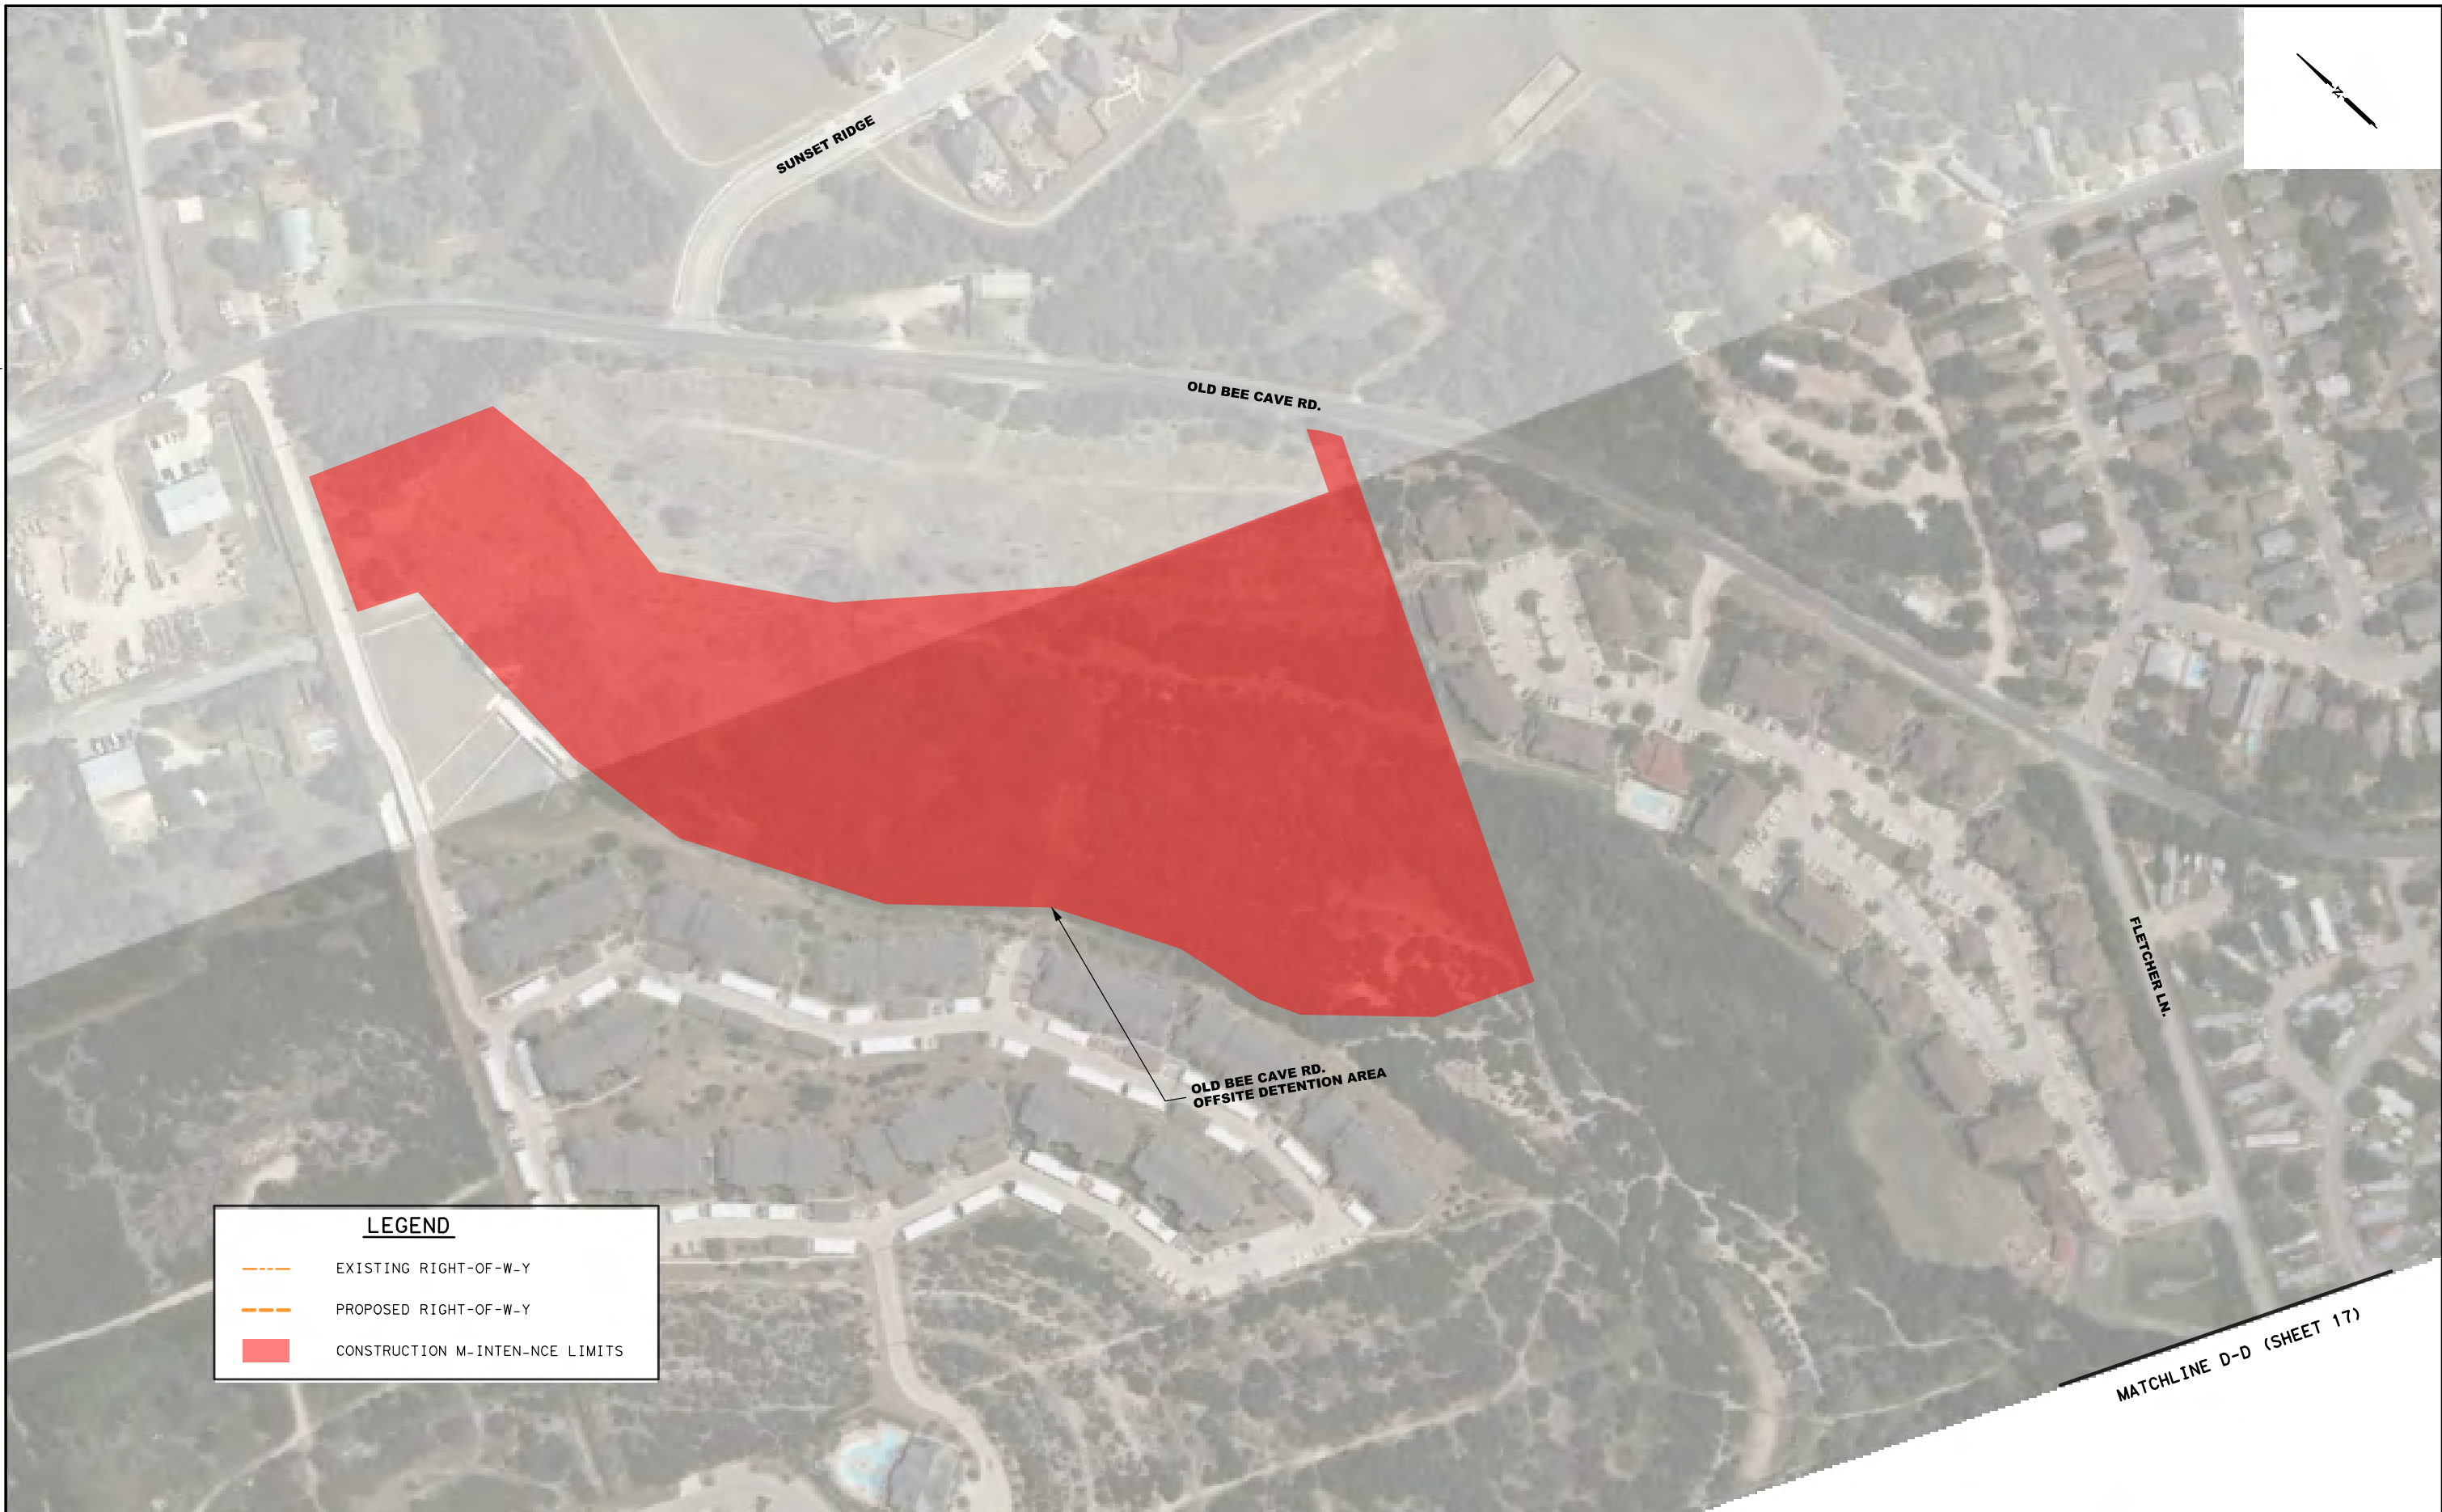 N
SUNSET RIDGE
OLD BEE CAVE RD.
FLETCHER LN.
OLD BEE CAVE RD.
OFFSITE DETENTION AREA
LEGEND
EXISTING RIGHT-OF-W-Y
PROPOSED RIGHT-OF-W-Y
CONSTRUCTION M-INTEN-NCE LIMITS
MATCHLINE D-D (SHEET 17)